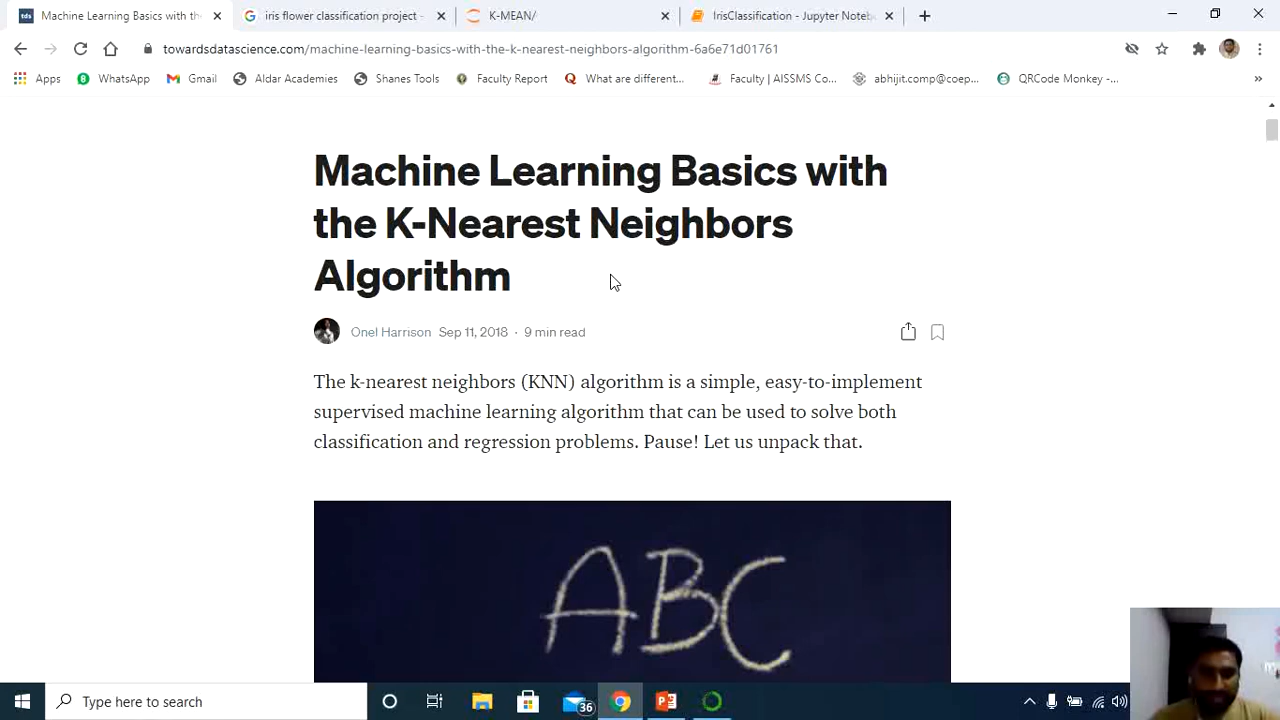 Machine Learning Basics with th
iris flower classification project -
K-MEAN/
IrisClassification - Jupyter Noteb
towardsdatascience.com/machine-learning-basics-with-the-k-nearest-neighbors-algorithm-6a6e71d01761
Apps
WhatsApp
Gmail
Aldar Academies
Shanes Tools
Faculty Report
What are different...
Faculty | AISSMS Co...
abhijit.comp@coep...
QRCode Monkey -...
Machine Learning Basics with
the K-Nearest Neighbors
Algorithm
Onel Harrison Sep 11, 2018 · 9 min read
The k-nearest neighbors (KNN) algorithm is a simple, easy-to-implement
supervised machine learning algorithm that can be used to solve both
classification and regression problems. Pause! Let us unpack that.
ABC
Type here to search
36